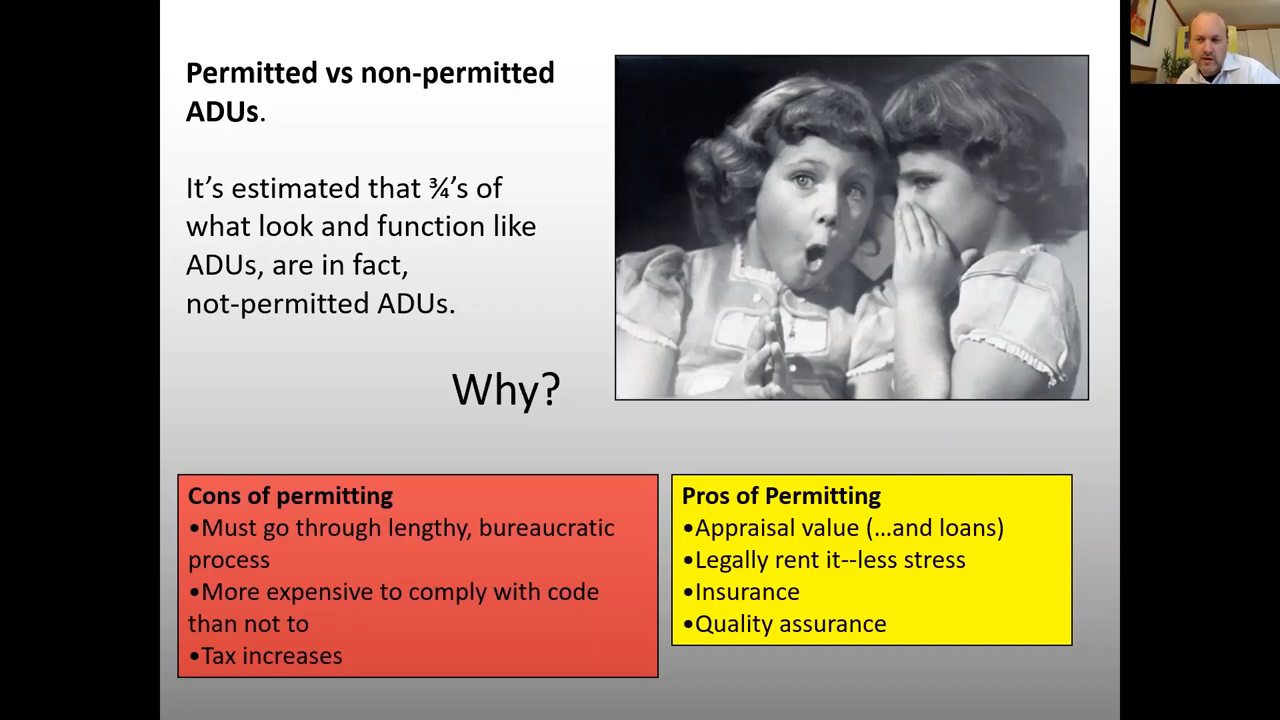 Permitted vs non-permitted
ADUs.
It’s estimated that ¾’s of
what look and function like
ADUs, are in fact,
not-permitted ADUs.
Why?
Cons of permitting
•Must go through lengthy, bureaucratic
process
•More expensive to comply with code
than not to
•Tax increases
Pros of Permitting
•Appraisal value (…and loans)
•Legally rent it--less stress
•Insurance
•Quality assurance